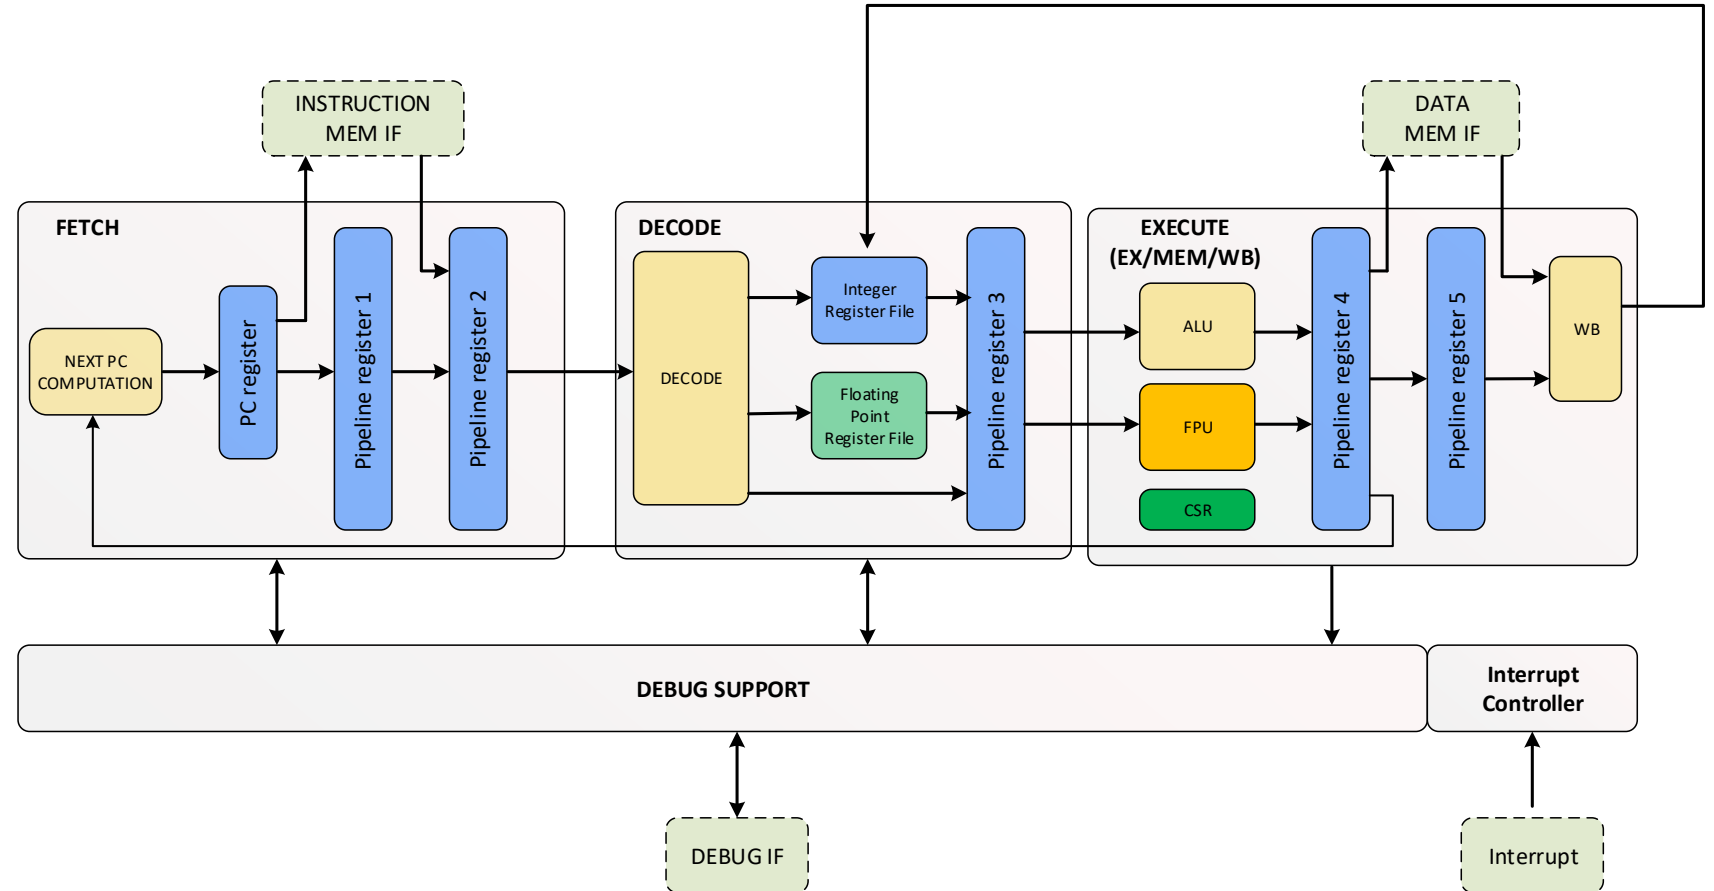 INSTRUCTION
MEM IF
DATA
MEM IF
FETCH
NEXT PC
COMPUTATION
PC register
Pipeline register 1
Pipeline register 2
DECODE
DECODE
Integer
Register File
Floating
Point
Register File
Pipeline register 3
EXECUTE
(EX/MEM/WB)
ALU
FPU
CSR
Pipeline register 4
Pipeline register 5
WB
DEBUG SUPPORT
Interrupt
Controller
DEBUG IF
Interrupt